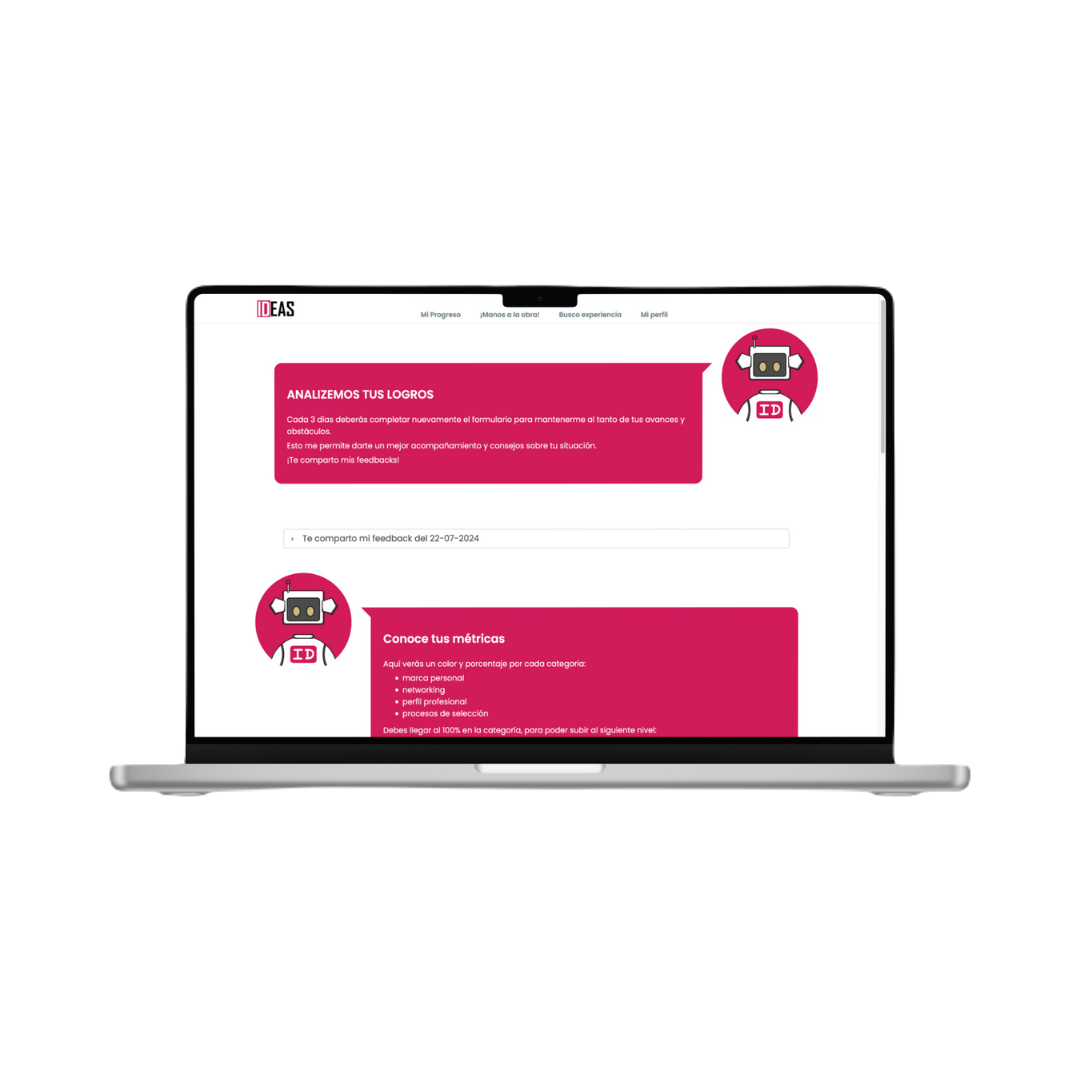 IDEAS
Mi Progreso ¡Manos a la obra! Busco experiencia Mi perfil
ANALIZEMOS TUS LOGROS
Cada 3 días deberás completar nuevamente el formulario para mantenerme al tanto de tus avances y
obstáculos.
Esto me permite darte un mejor acompañamiento y consejos sobre tu situación.
¡Te comparto mis feedbacks!
ID
Te comparto mi feedback del 22-07-2024
ID
Conoce tus métricas
Aquí verás un color y porcentaje por cada categoria:
marca personal
networking
perfil profesional
procesos de selección
Debes llegar al 100% en la categoría, para poder subir al siguiente nivel: